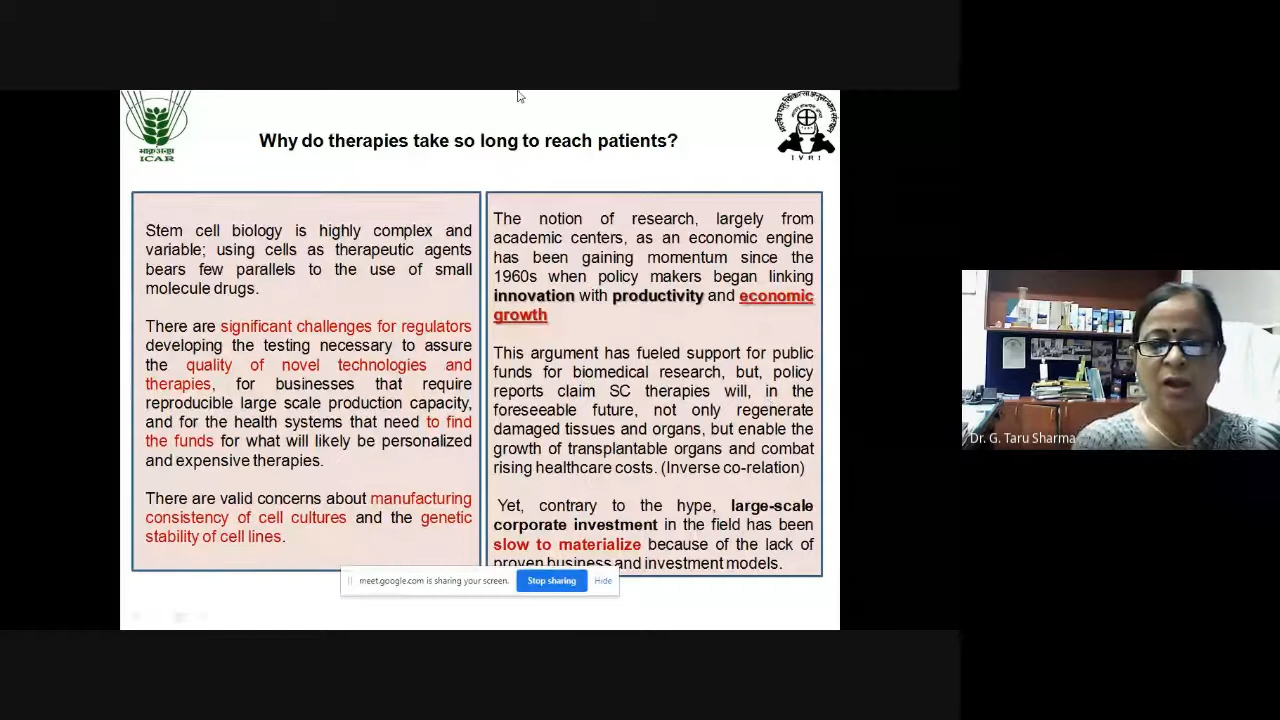 Why do therapies take so long to reach patients?
ICAR
IVRI
Stem cell biology is highly complex and
variable; using cells as therapeutic agents
bears few parallels to the use of small
molecule drugs.
There are significant challenges for regulators
developing the testing necessary to assure
the quality of novel technologies and
therapies, for businesses that require
reproducible large scale production capacity,
and for the health systems that need to find
the funds for what will likely be personalized
and expensive therapies.
There are valid concerns about manufacturing
consistency of cell cultures and the genetic
stability of cell lines.
The notion of research, largely from
academic centers, as an economic engine
has been gaining momentum since the
1960s when policy makers began linking
innovation with productivity and economic
growth
This argument has fueled support for public
funds for biomedical research, but, policy
reports claim SC therapies will, in the
foreseeable future, not only regenerate
damaged tissues and organs, but enable the
growth of transplantable organs and combat
rising healthcare costs. (Inverse co-relation)
Yet, contrary to the hype, large-scale
corporate investment in the field has been
slow to materialize because of the lack of
proven business and investment models.
meet.google.com is sharing your screen.
Stop sharing
Hide
Dr. G. Taru Sharma